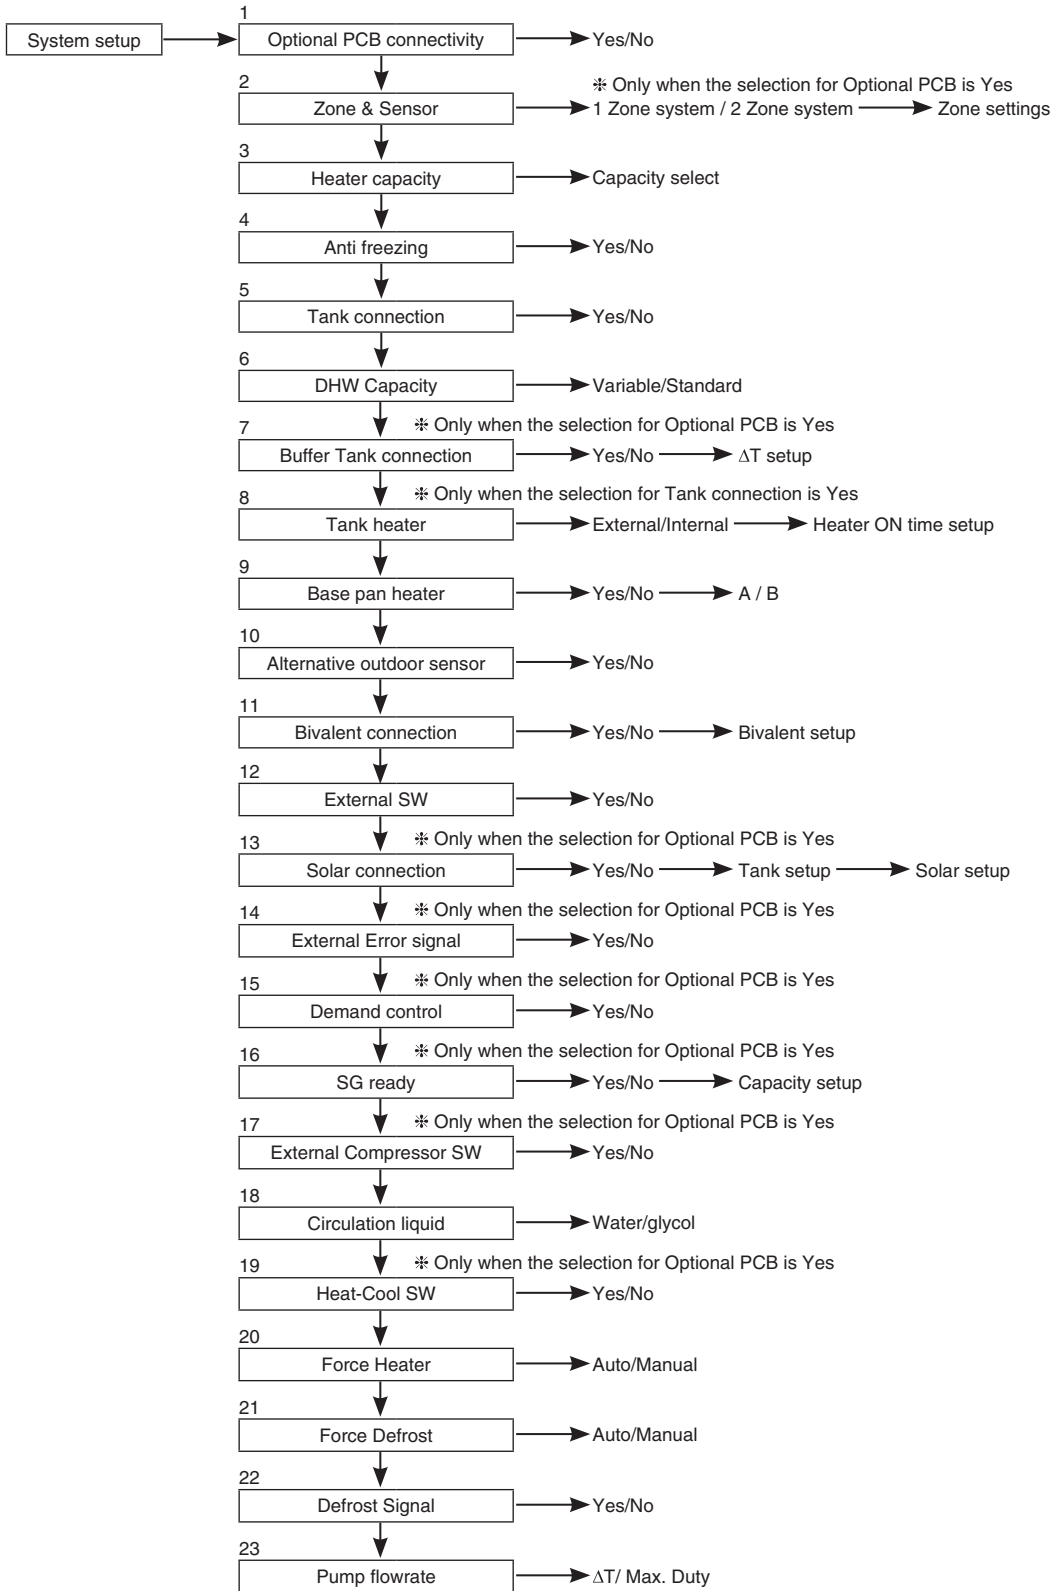 1
System setup Optional PCB connectivity Yes/No
2 ❈ Only when the selection for Optional PCB is Yes
Zone & Sensor 1 Zone system / 2 Zone system Zone settings
3
Heater capacity Capacity select
4
Anti freezing Yes/No
5
Tank connection Yes/No
6
DHW Capacity Variable/Standard
7 ❈ Only when the selection for Optional PCB is Yes
Buffer Tank connection Yes/No ΔT setup
8 ❈ Only when the selection for Tank connection is Yes
Tank heater External/Internal Heater ON time setup
9
Base pan heater Yes/No A / B
10
Alternative outdoor sensor Yes/No
11
Bivalent connection Yes/No Bivalent setup
12
External SW Yes/No
13 ❈ Only when the selection for Optional PCB is Yes
Solar connection Yes/No Tank setup Solar setup
14 ❈ Only when the selection for Optional PCB is Yes
External Error signal Yes/No
15 ❈ Only when the selection for Optional PCB is Yes
Demand control Yes/No
16 ❈ Only when the selection for Optional PCB is Yes
SG ready Yes/No Capacity setup
17 ❈ Only when the selection for Optional PCB is Yes
External Compressor SW Yes/No
18
Circulation liquid Water/glycol
19 ❈ Only when the selection for Optional PCB is Yes
Heat-Cool SW Yes/No
20
Force Heater Auto/Manual
21
Force Defrost Auto/Manual
22
Defrost Signal Yes/No
23
Pump flowrate ΔT/ Max. Duty